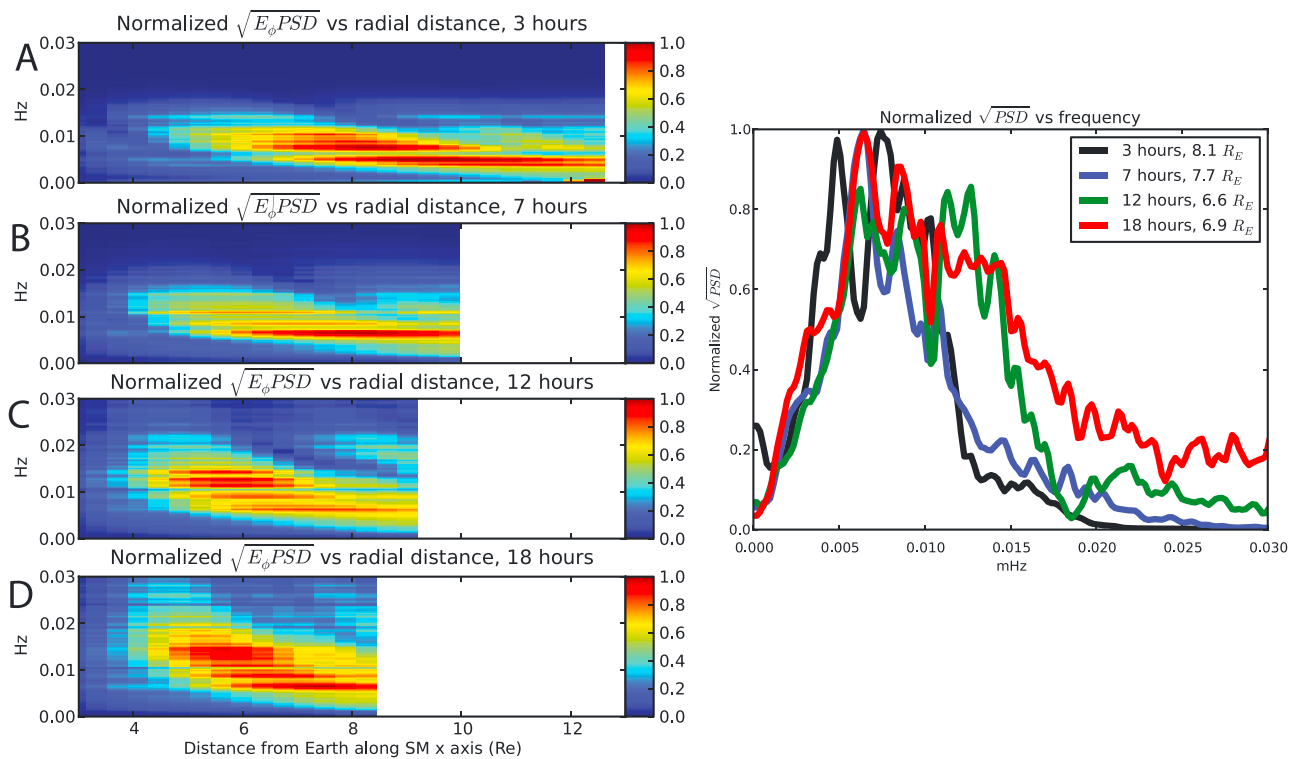 Normalized √E_ϕPSD vs radial distance, 3 hours
A
Hz
0.03
0.02
0.01
0.00
1.0
0.8
0.6
0.4
0.2
0.0
Normalized √E_ϕPSD vs radial distance, 7 hours
B
Hz
0.03
0.02
0.01
0.00
1.0
0.8
0.6
0.4
0.2
0.0
Normalized √E_ϕPSD vs radial distance, 12 hours
C
Hz
0.03
0.02
0.01
0.00
1.0
0.8
0.6
0.4
0.2
0.0
Normalized √E_ϕPSD vs radial distance, 18 hours
D
Hz
0.03
0.02
0.01
0.00
1.0
0.8
0.6
0.4
0.2
0.0
4 6 8 10 12
Distance from Earth along SM x axis (Re)
Normalized √PSD vs frequency
Normalized √PSD
1.0
0.8
0.6
0.4
0.2
0.0
3 hours, 8.1 R_E
7 hours, 7.7 R_E
12 hours, 6.6 R_E
18 hours, 6.9 R_E
0.000 0.005 0.010 0.015 0.020 0.025 0.030
mHz